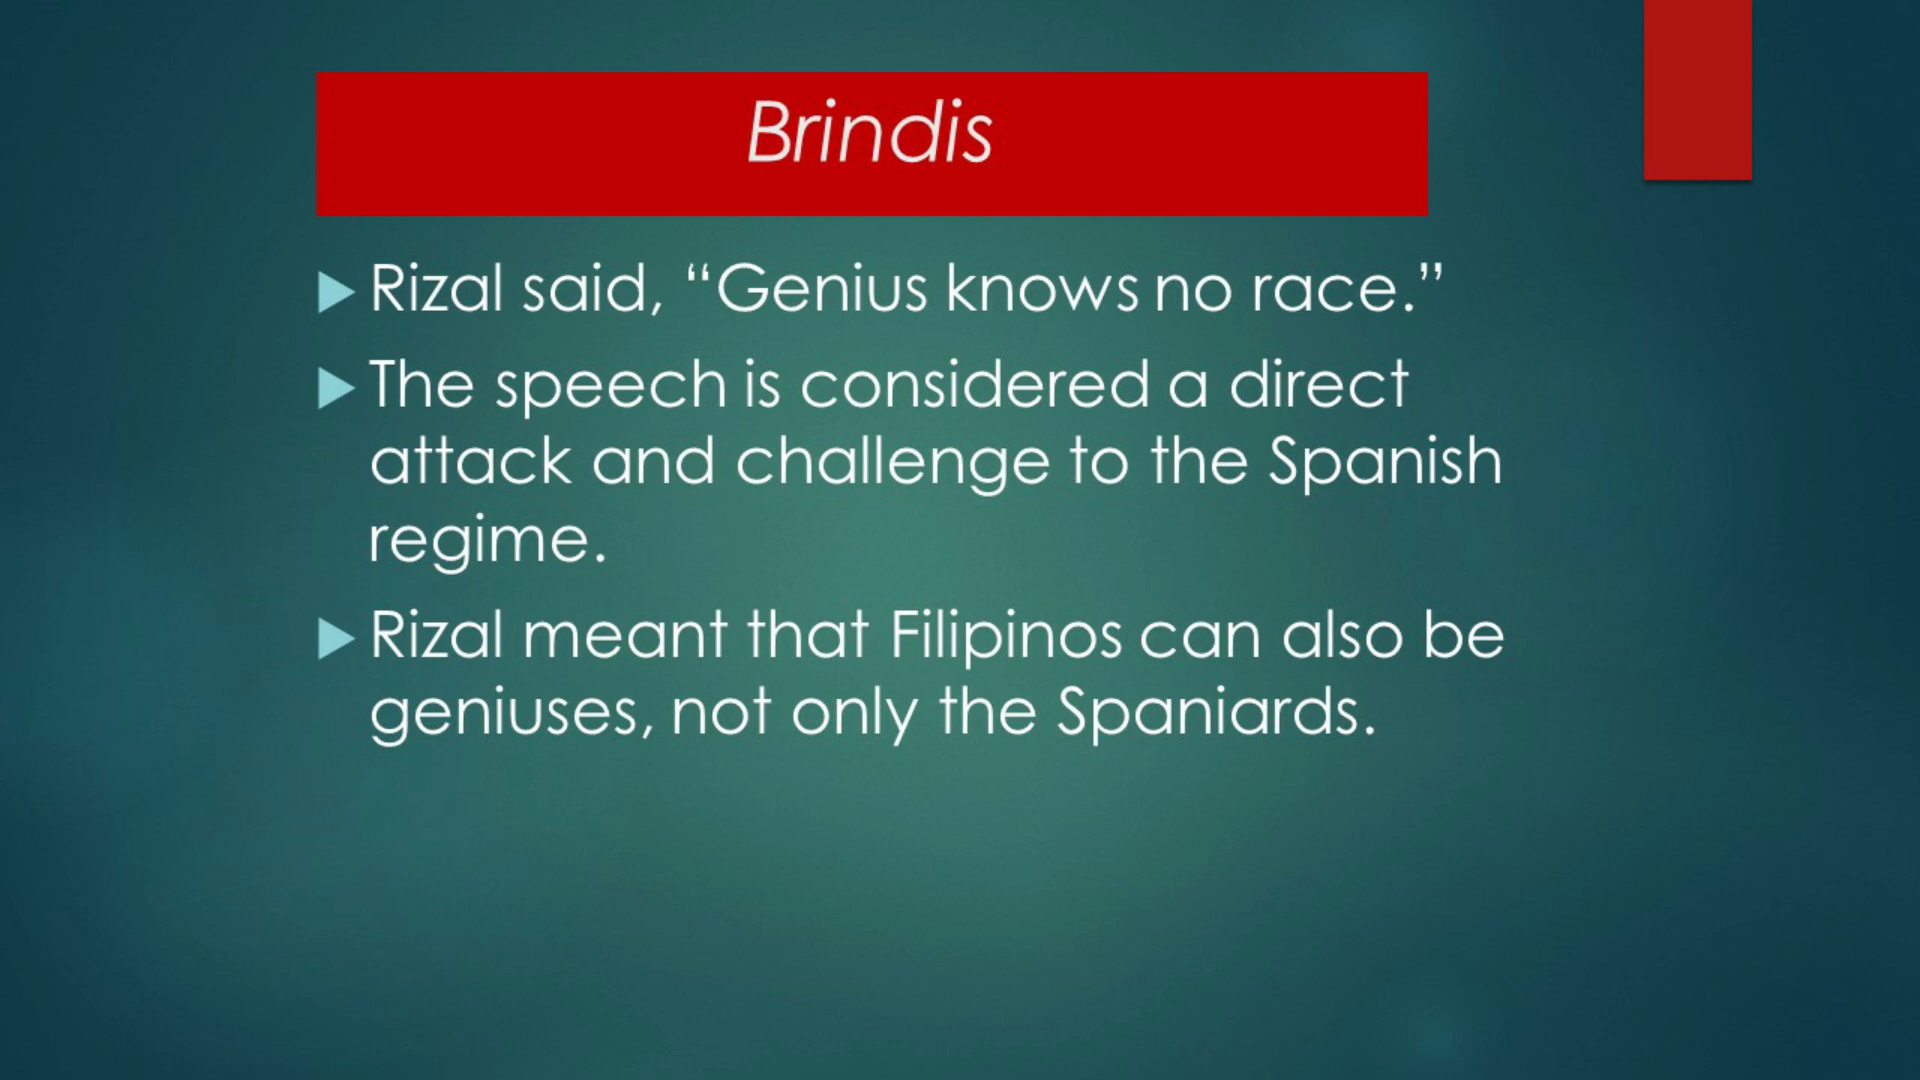 Brindis
Rizal said, “Genius knows no race.”
The speech is considered a direct
attack and challenge to the Spanish
regime.
Rizal meant that Filipinos can also be
geniuses, not only the Spaniards.